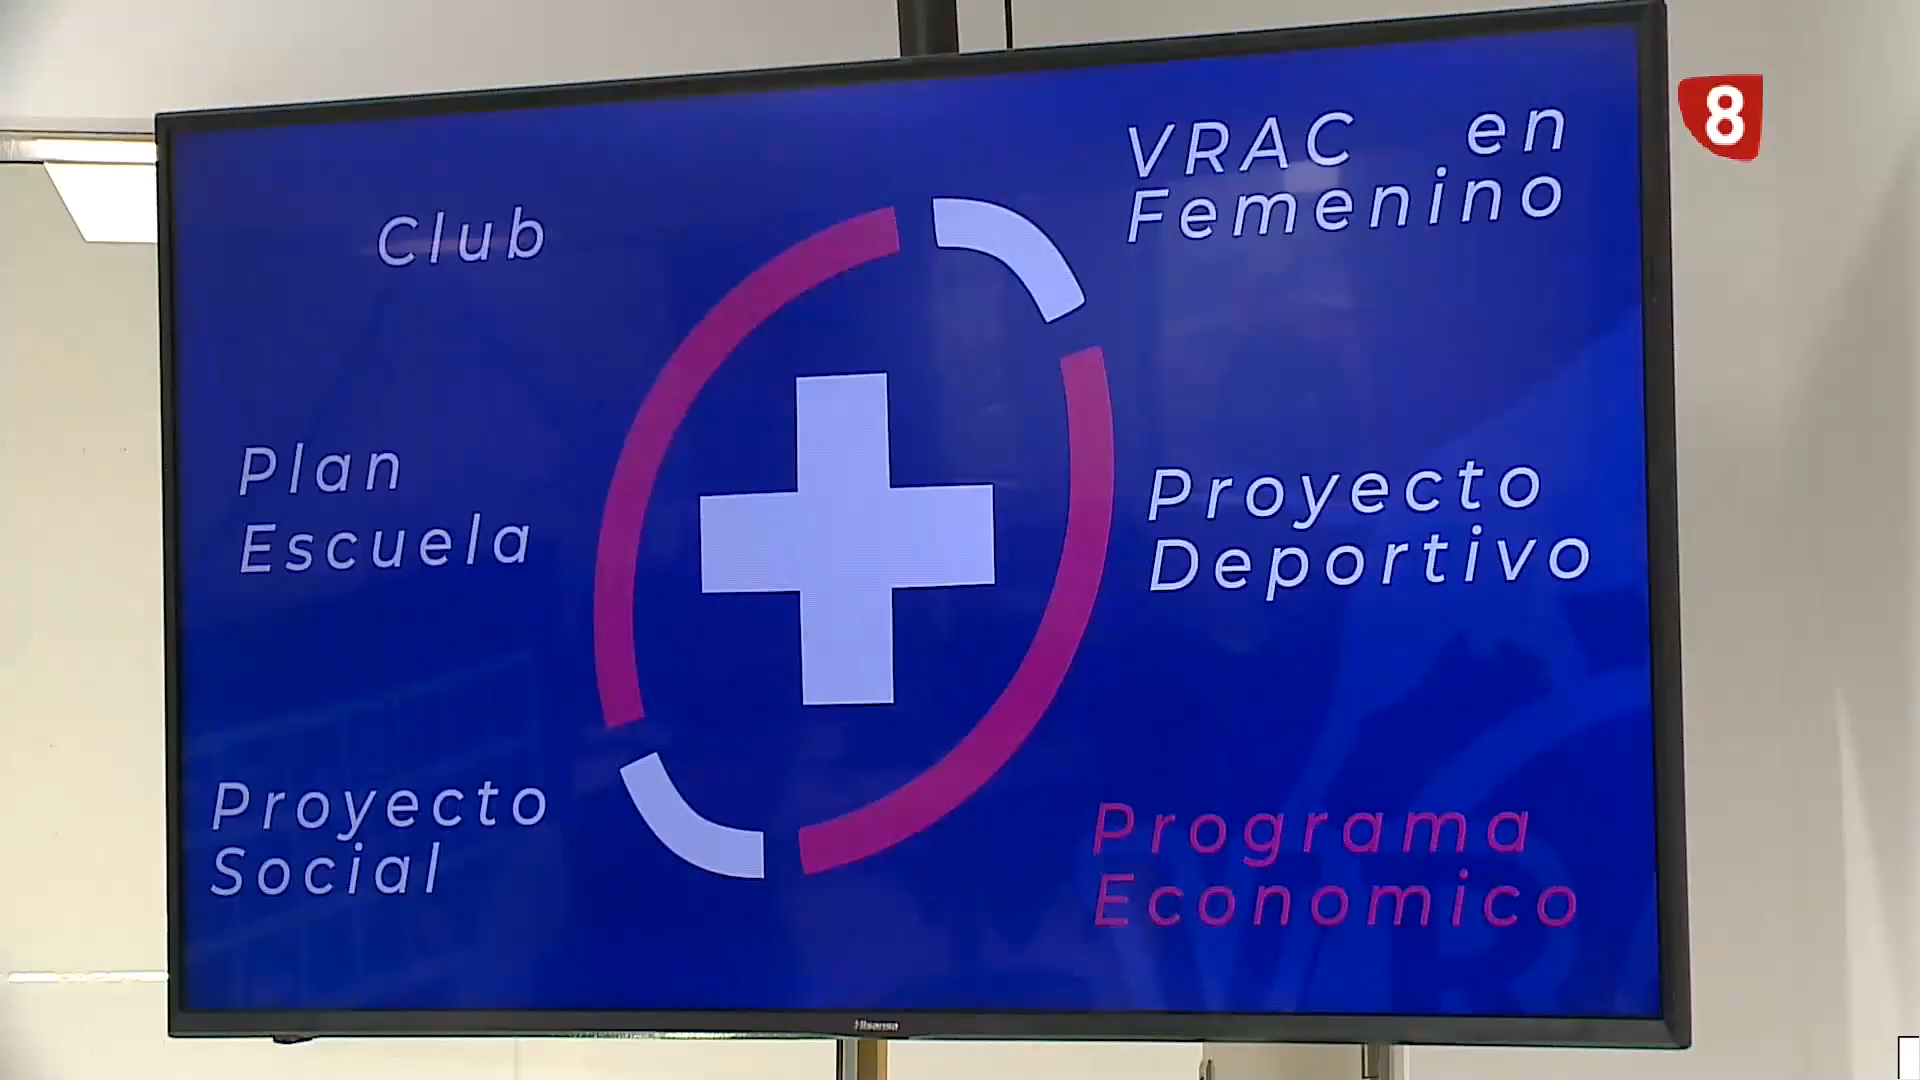 8
Club
VRAC en
Femenino
Plan
Escuela
Proyecto
Deportivo
Proyecto
Social
Programa
Economico
Hisense